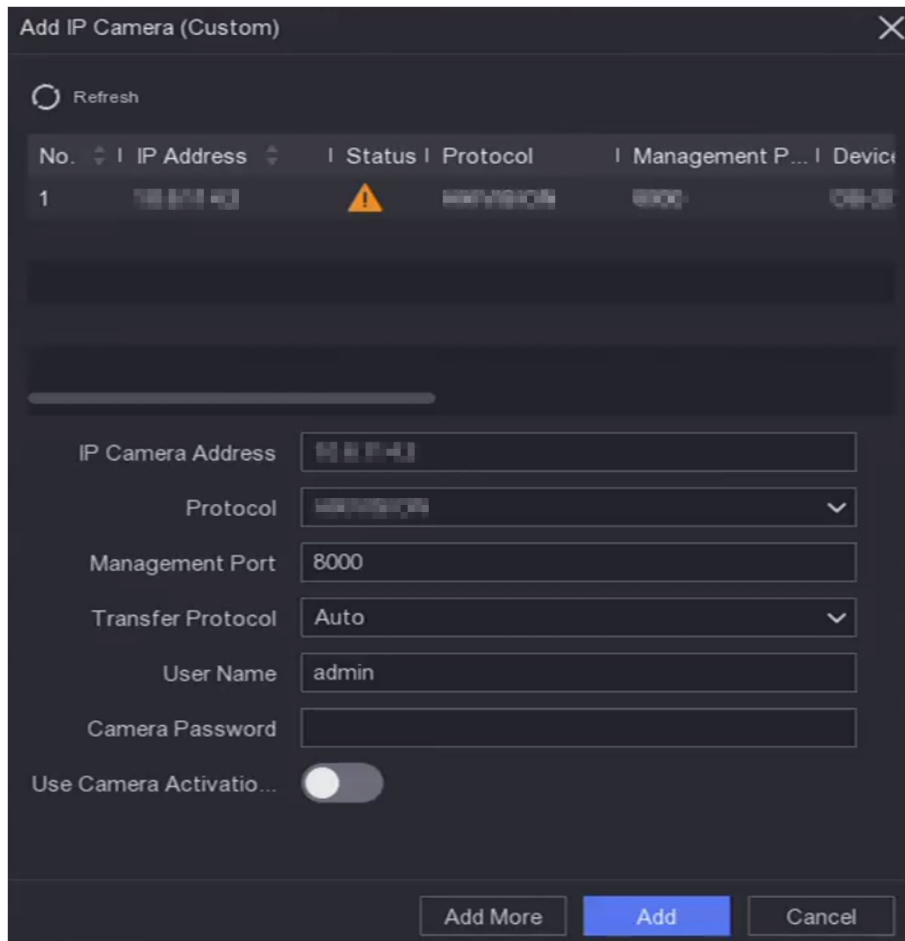 Add IP Camera (Custom)
Refresh
No. | IP Address | Status | Protocol | Management P... | Device
1
IP Camera Address
Protocol
Management Port 8000
Transfer Protocol Auto
User Name admin
Camera Password
Use Camera Activatio...
Add More Add Cancel